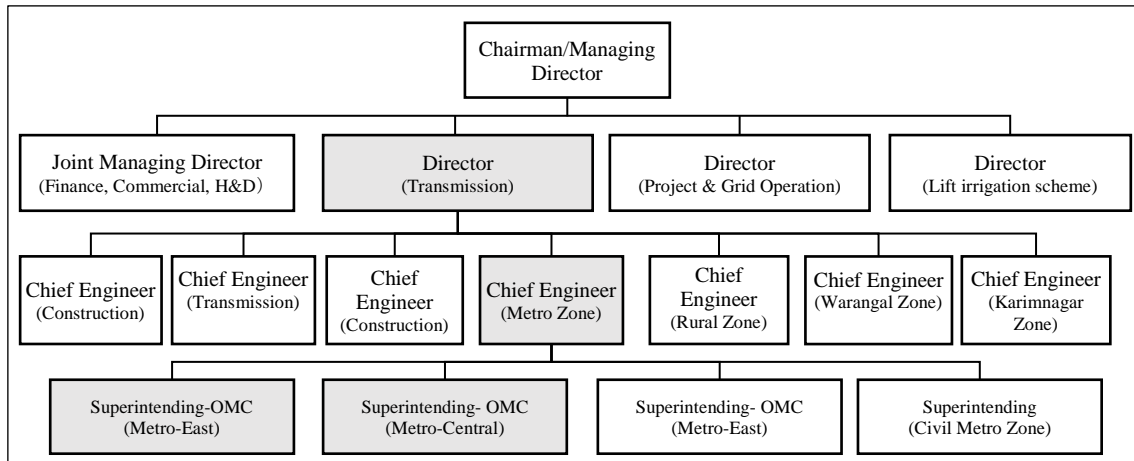 Chairman/Managing
Director
Joint Managing Director
(Finance, Commercial, H&D）
Director
(Transmission)
Director
(Project & Grid Operation)
Director
(Lift irrigation scheme)
Chief Engineer
(Construction)
Chief Engineer
(Transmission)
Chief
Engineer
(Construction)
Chief Engineer
(Metro Zone)
Chief
Engineer
(Rural Zone)
Chief Engineer
(Warangal Zone)
Chief Engineer
(Karimnagar
Zone)
Superintending-OMC
(Metro-East)
Superintending- OMC
(Metro-Central)
Superintending- OMC
(Metro-East)
Superintending
(Civil Metro Zone)